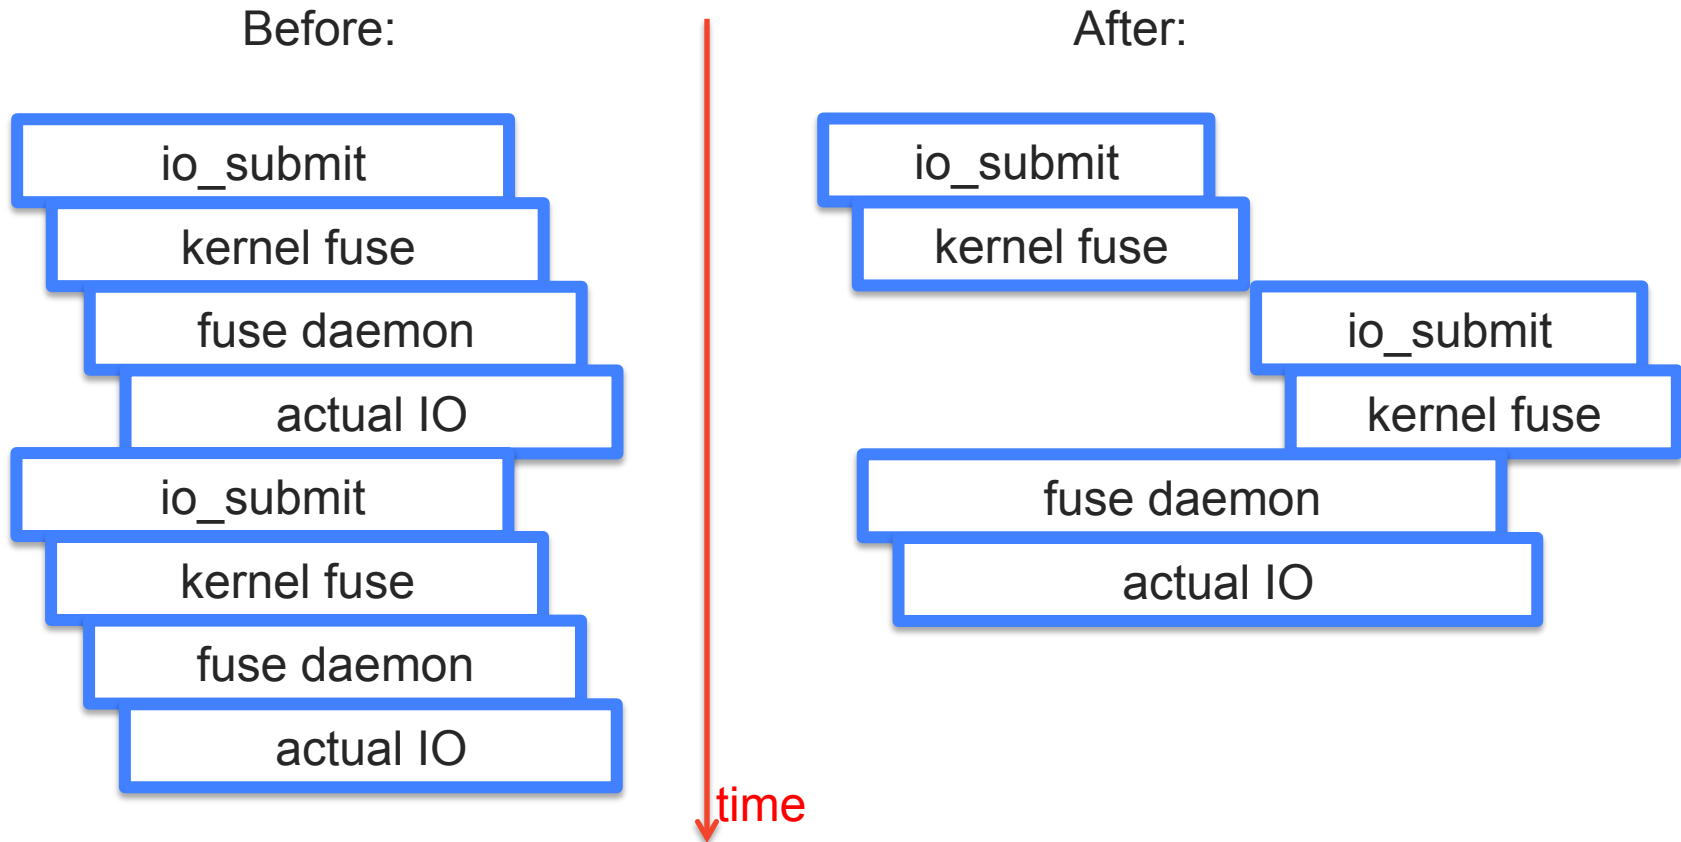 Before:
io_submit
kernel fuse
fuse daemon
actual IO
io_submit
kernel fuse
fuse daemon
actual IO
time
After:
io_submit
kernel fuse
io_submit
kernel fuse
fuse daemon
actual IO